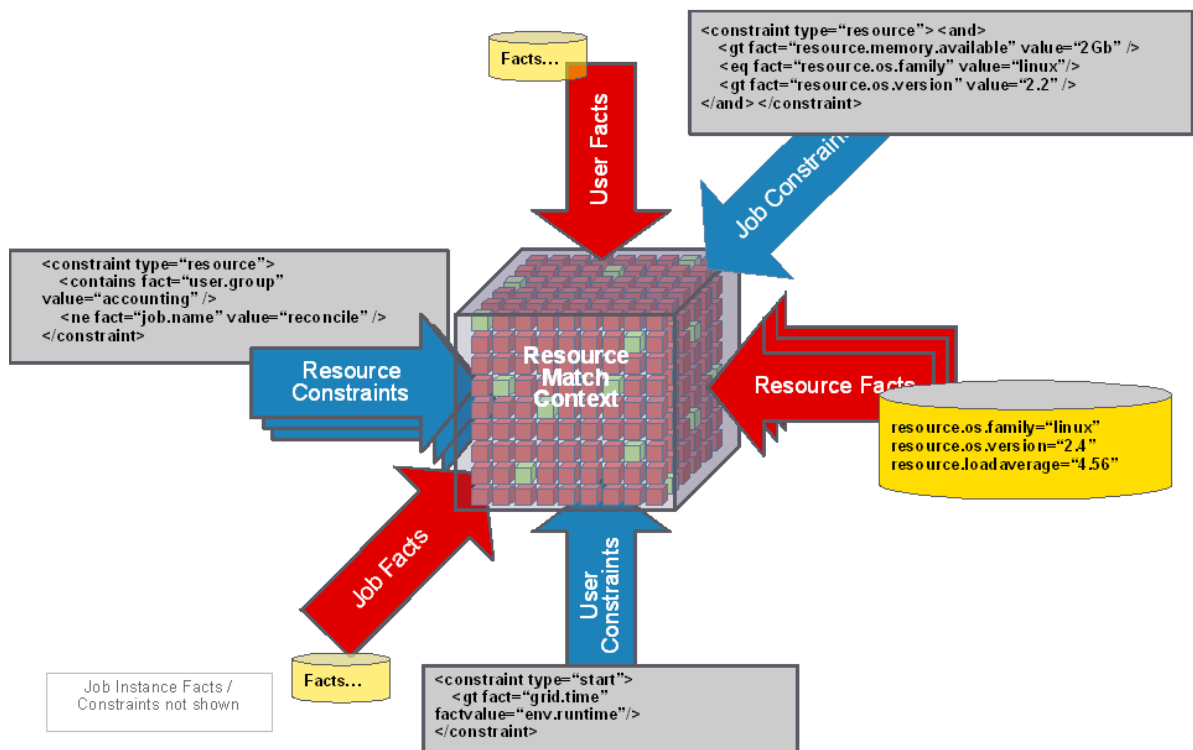 Facts...
<constraint type=“resource”><and>
<gt fact=“resource.memory.available” value=“2Gb” />
<eq fact=“resource.os.family” value=“linux”/>
<gt fact=“resource.os.version” value=“2.2” />
</and></constraint>
User Facts
Job Constraints
<constraint type=“resource”>
<contains fact=“user.group”
value=“accounting” />
<ne fact=“job.name” value=“reconcile” />
</constraint>
Resource
Constraints
Resource
Match
Context
Resource Facts
resource.os.family=“linux”
resource.os.version=“2.4”
resource.loadaverage=“4.56”
Job Facts
User
Constraints
Facts...
Job Instance Facts /
Constraints not shown
<constraint type=“start”>
<gt fact=“grid.time”
factvalue=“env.runtime”/>
</constraint>